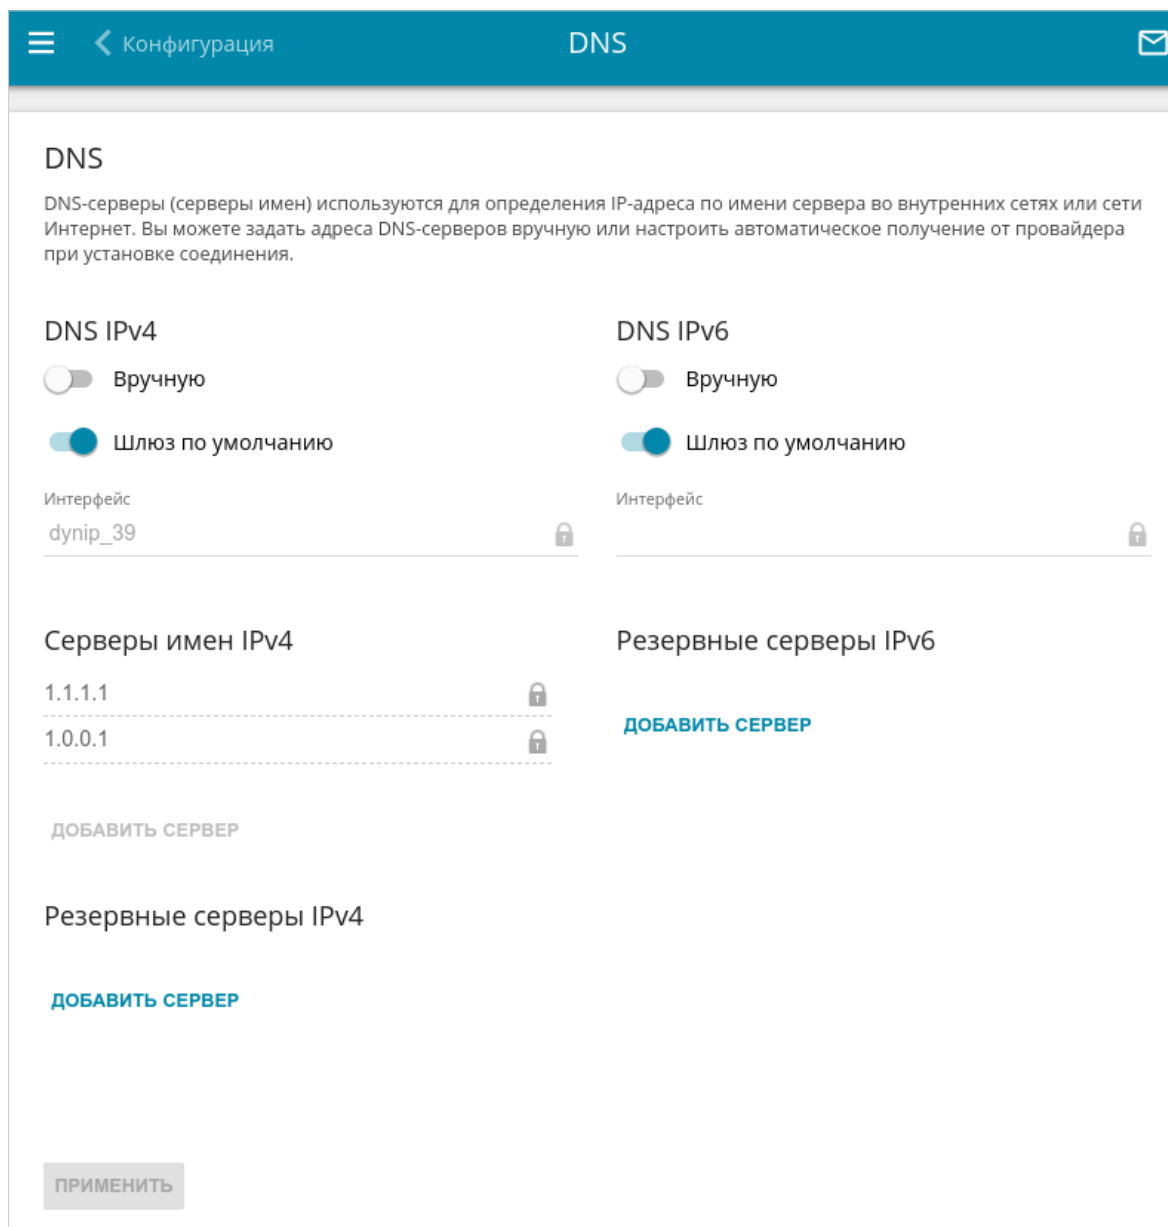 Конфигурация
DNS
DNS
DNS-серверы (серверы имен) используются для определения IP-адреса по имени сервера во внутренних сетях или сети
Интернет. Вы можете задать адреса DNS-серверов вручную или настроить автоматическое получение от провайдера
при установке соединения.
DNS IPv4
Вручную
Шлюз по умолчанию
Интерфейс
dynip_39
DNS IPv6
Вручную
Шлюз по умолчанию
Интерфейс
Серверы имен IPv4
1.1.1.1
1.0.0.1
ДОБАВИТЬ СЕРВЕР
Резервные серверы IPv6
ДОБАВИТЬ СЕРВЕР
Резервные серверы IPv4
ДОБАВИТЬ СЕРВЕР
ПРИМЕНИТЬ